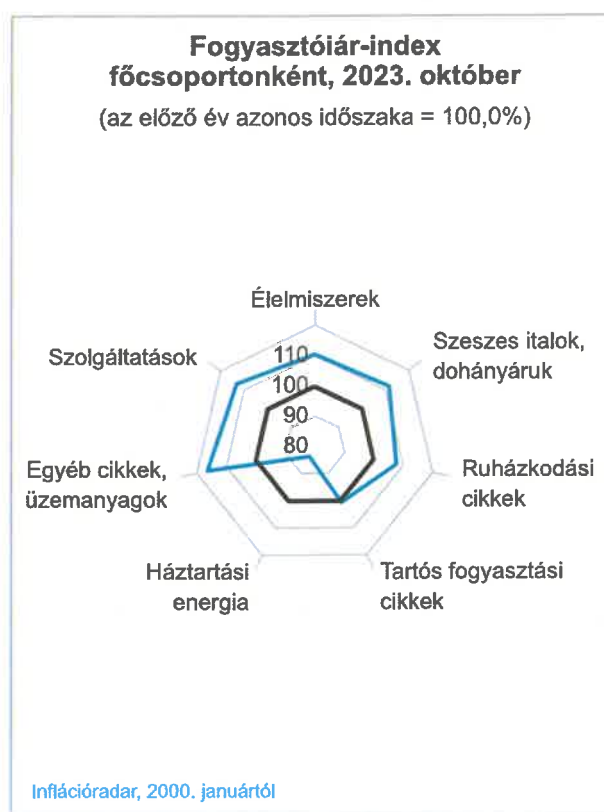 Fogyasztóiár-index
főcsoportonként, 2023. október
(az előző év azonos időszaka = 100,0%)
Élelmiszerek
Szeszes italok,
dohányáruk
Ruházkodási
cikkek
Tartós fogyasztási
cikkek
Háztartási
energia
Egyéb cikkek,
üzemanyagok
Szolgáltatások
110
100
90
80
Inflációradar, 2000. januártól